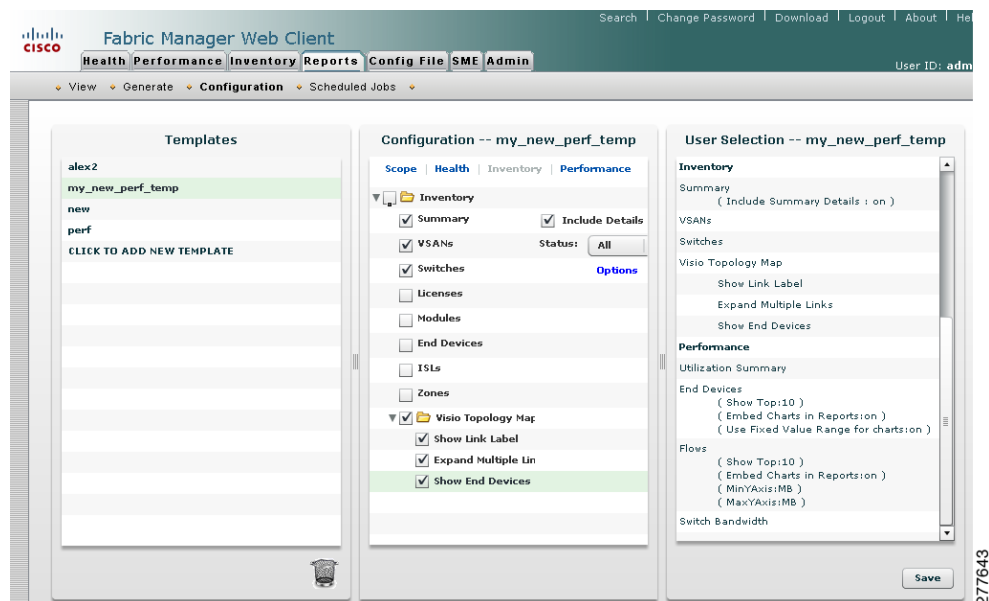 Search | Change Password | Download | Logout | About | Hel
CISCO
Fabric Manager Web Client
Health Performance Inventory Reports Config File SME Admin
User ID: adm
View Generate Configuration Scheduled Jobs
Templates
alex2
my_new_perf_temp
new
perf
CLICK TO ADD NEW TEMPLATE
Configuration -- my_new_perf_temp
Scope | Health | Inventory | Performance
Inventory
Summary Include Details
VSANs Status: All
Switches Options
Licenses
Modules
End Devices
ISLs
Zones
Visio Topology Map
Show Link Label
Expand Multiple Lin
Show End Devices
User Selection -- my_new_perf_temp
Inventory
Summary
( Include Summary Details : on )
VSANs
Switches
Visio Topology Map
Show Link Label
Expand Multiple Links
Show End Devices
Performance
Utilization Summary
End Devices
( Show Top:10 )
( Embed Charts in Reports:on )
( Use Fixed Value Range for charts:on )
Flows
( Show Top:10 )
( Embed Charts in Reports:on )
( MinYAxis:MB )
( MaxYAxis:MB )
Switch Bandwidth
Save
277643